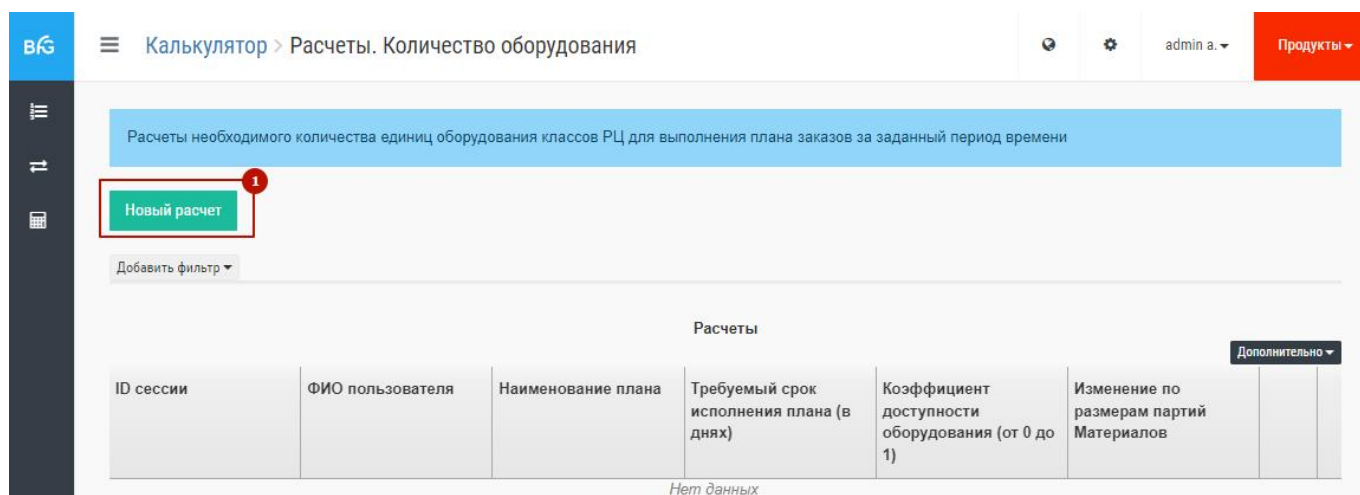 BFG
Калькулятор > Расчеты. Количество оборудования
admin a.
Продукты
Расчеты необходимого количества единиц оборудования классов РЦ для выполнения плана заказов за заданный период времени
1
Новый расчет
Добавить фильтр
Расчеты
Дополнительно
ID сессии
ФИО пользователя
Наименование плана
Требуемый срок
исполнения плана (в
днях)
Коэффициент
доступности
оборудования (от 0 до
1)
Изменение по
размерам партий
Материалов
Нет данных